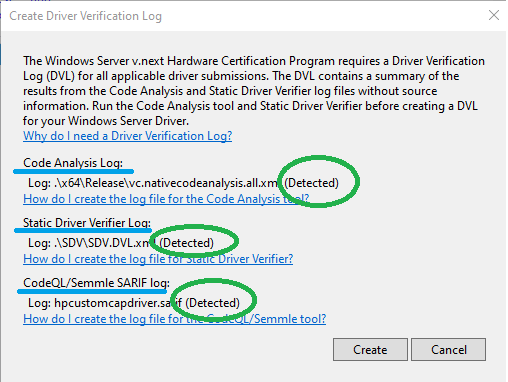 Create Driver Verification Log
The Windows Server v.next Hardware Certification Program requires a Driver Verification
Log (DVL) for all applicable driver submissions. The DVL contains a summary of the
results from the Code Analysis and Static Driver Verifier log files without source
information. Run the Code Analysis tool and Static Driver Verifier before creating a DVL
for your Windows Server Driver.
Why do I need a Driver Verification Log?
Code Analysis Log:
Log: .\x64\Release\vc.nativecodeanalysis.all.xml (Detected)
How do I create the log file for the Code Analysis tool?
Static Driver Verifier Log:
Log: .\SDV\SDV.DVL.xml (Detected)
How do I create the log file for Static Driver Verifier?
CodeQL/Semmle SARIF log:
Log: hpcustomcapdriver.sarif (Detected)
How do I create the log file for the CodeQL/Semmle tool?
Create
Cancel